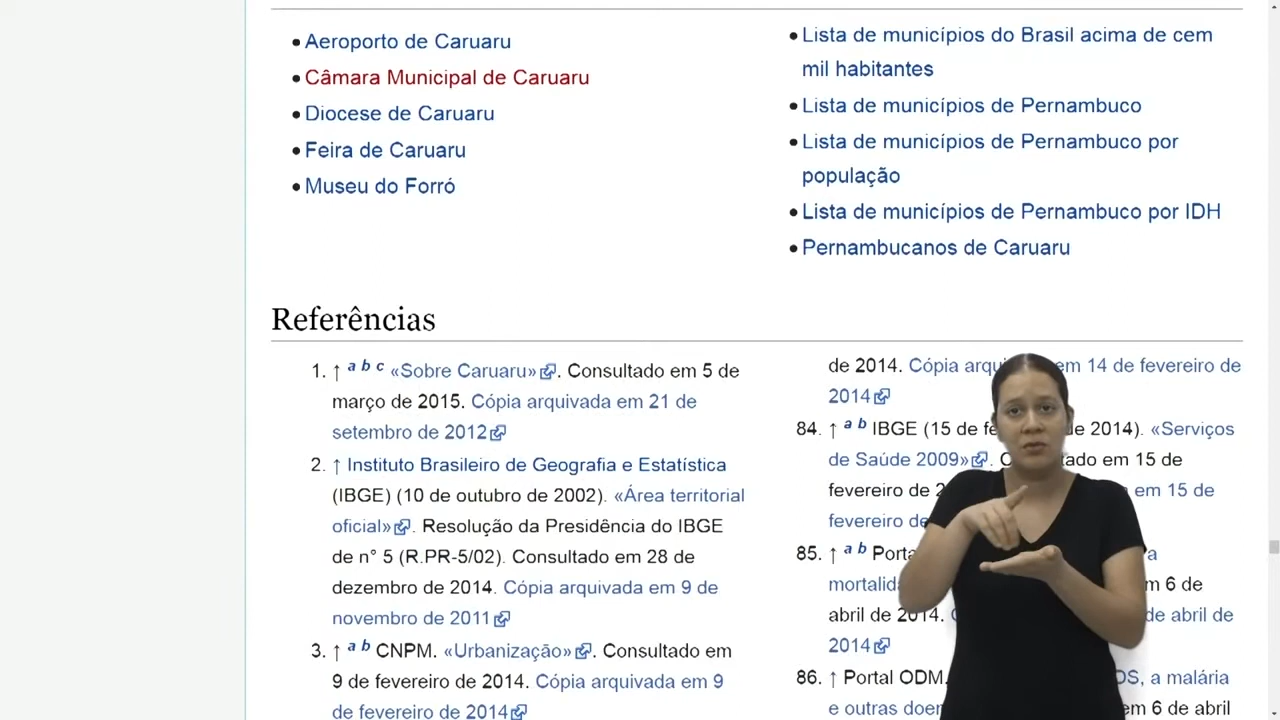 Aeroporto de Caruaru
Câmara Municipal de Caruaru
Diocese de Caruaru
Feira de Caruaru
Museu do Forró
Lista de municípios do Brasil acima de cem
mil habitantes
Lista de municípios de Pernambuco
Lista de municípios de Pernambuco por
população
Lista de municípios de Pernambuco por IDH
Pernambucanos de Caruaru
Referências
1. ↑ a b c «Sobre Caruaru». Consultado em 5 de
março de 2015. Cópia arquivada em 21 de
setembro de 2012
2. ↑ Instituto Brasileiro de Geografia e Estatística
(IBGE) (10 de outubro de 2002). «Área territorial
oficial». Resolução da Presidência do IBGE
de n° 5 (R.PR-5/02). Consultado em 28 de
dezembro de 2014. Cópia arquivada em 9 de
novembro de 2011
3. ↑ a b CNPM. «Urbanização». Consultado em
9 de fevereiro de 2014. Cópia arquivada em 9
de fevereiro de 2014
de 2014. Cópia em 14 de fevereiro de
2014
84. ↑ a b IBGE (15 de de 2014). «Serviços
de Saúde 2009». em 15 de
fevereiro de em 15 de
fevereiro
85. ↑ a b a
em 6 de
abril de 2014. de abril de
2014
86. ↑ Portal ODM. a malária
e outras em 6 de abril